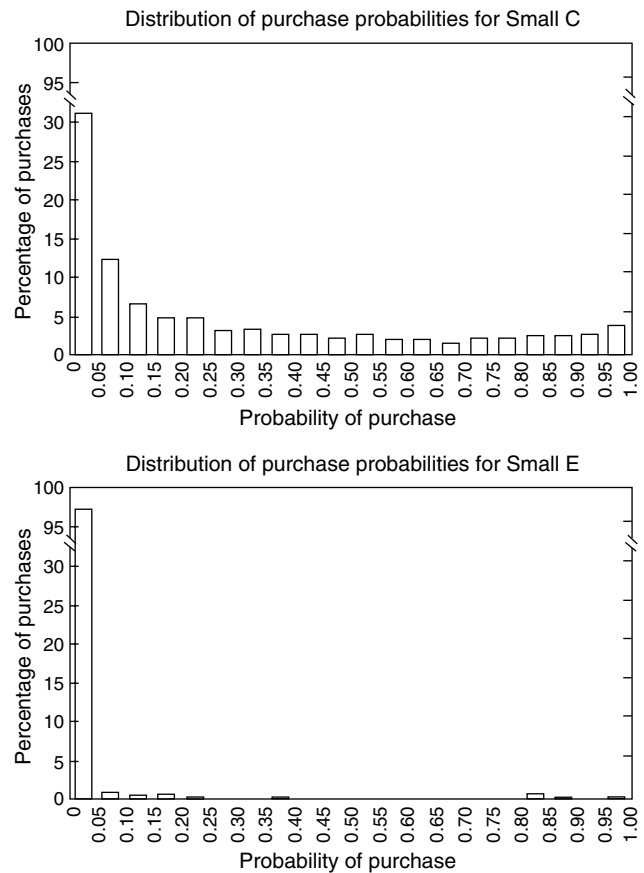 Distribution of purchase probabilities for Small C
Percentage of purchases
100
95
30
25
20
15
10
5
0
0 0.05 0.10 0.15 0.20 0.25 0.30 0.35 0.40 0.45 0.50 0.55 0.60 0.65 0.70 0.75 0.80 0.85 0.90 0.95 1.00
Probability of purchase
Distribution of purchase probabilities for Small E
Percentage of purchases
100
95
30
25
20
15
10
5
0
0 0.05 0.10 0.15 0.20 0.25 0.30 0.35 0.40 0.45 0.50 0.55 0.60 0.65 0.70 0.75 0.80 0.85 0.90 0.95 1.00
Probability of purchase